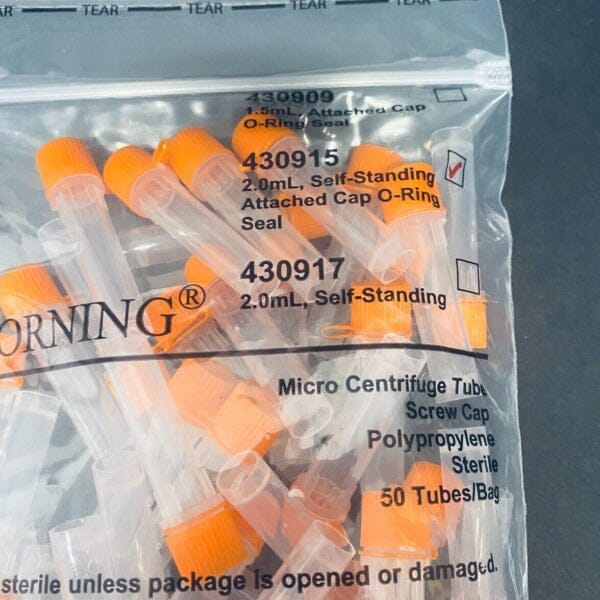 TEAR TEAR TEAR TEAR
430909
1.5mL, Attached Cap
O-Ring Seal
430915
2.0mL, Self-Standing
Attached Cap O-Ring
Seal
430917
2.0mL, Self-Standing
ORNING®
Micro Centrifuge Tube
Screw Cap
Polypropylene
Sterile
50 Tubes/Bag
sterile unless package is opened or damaged.